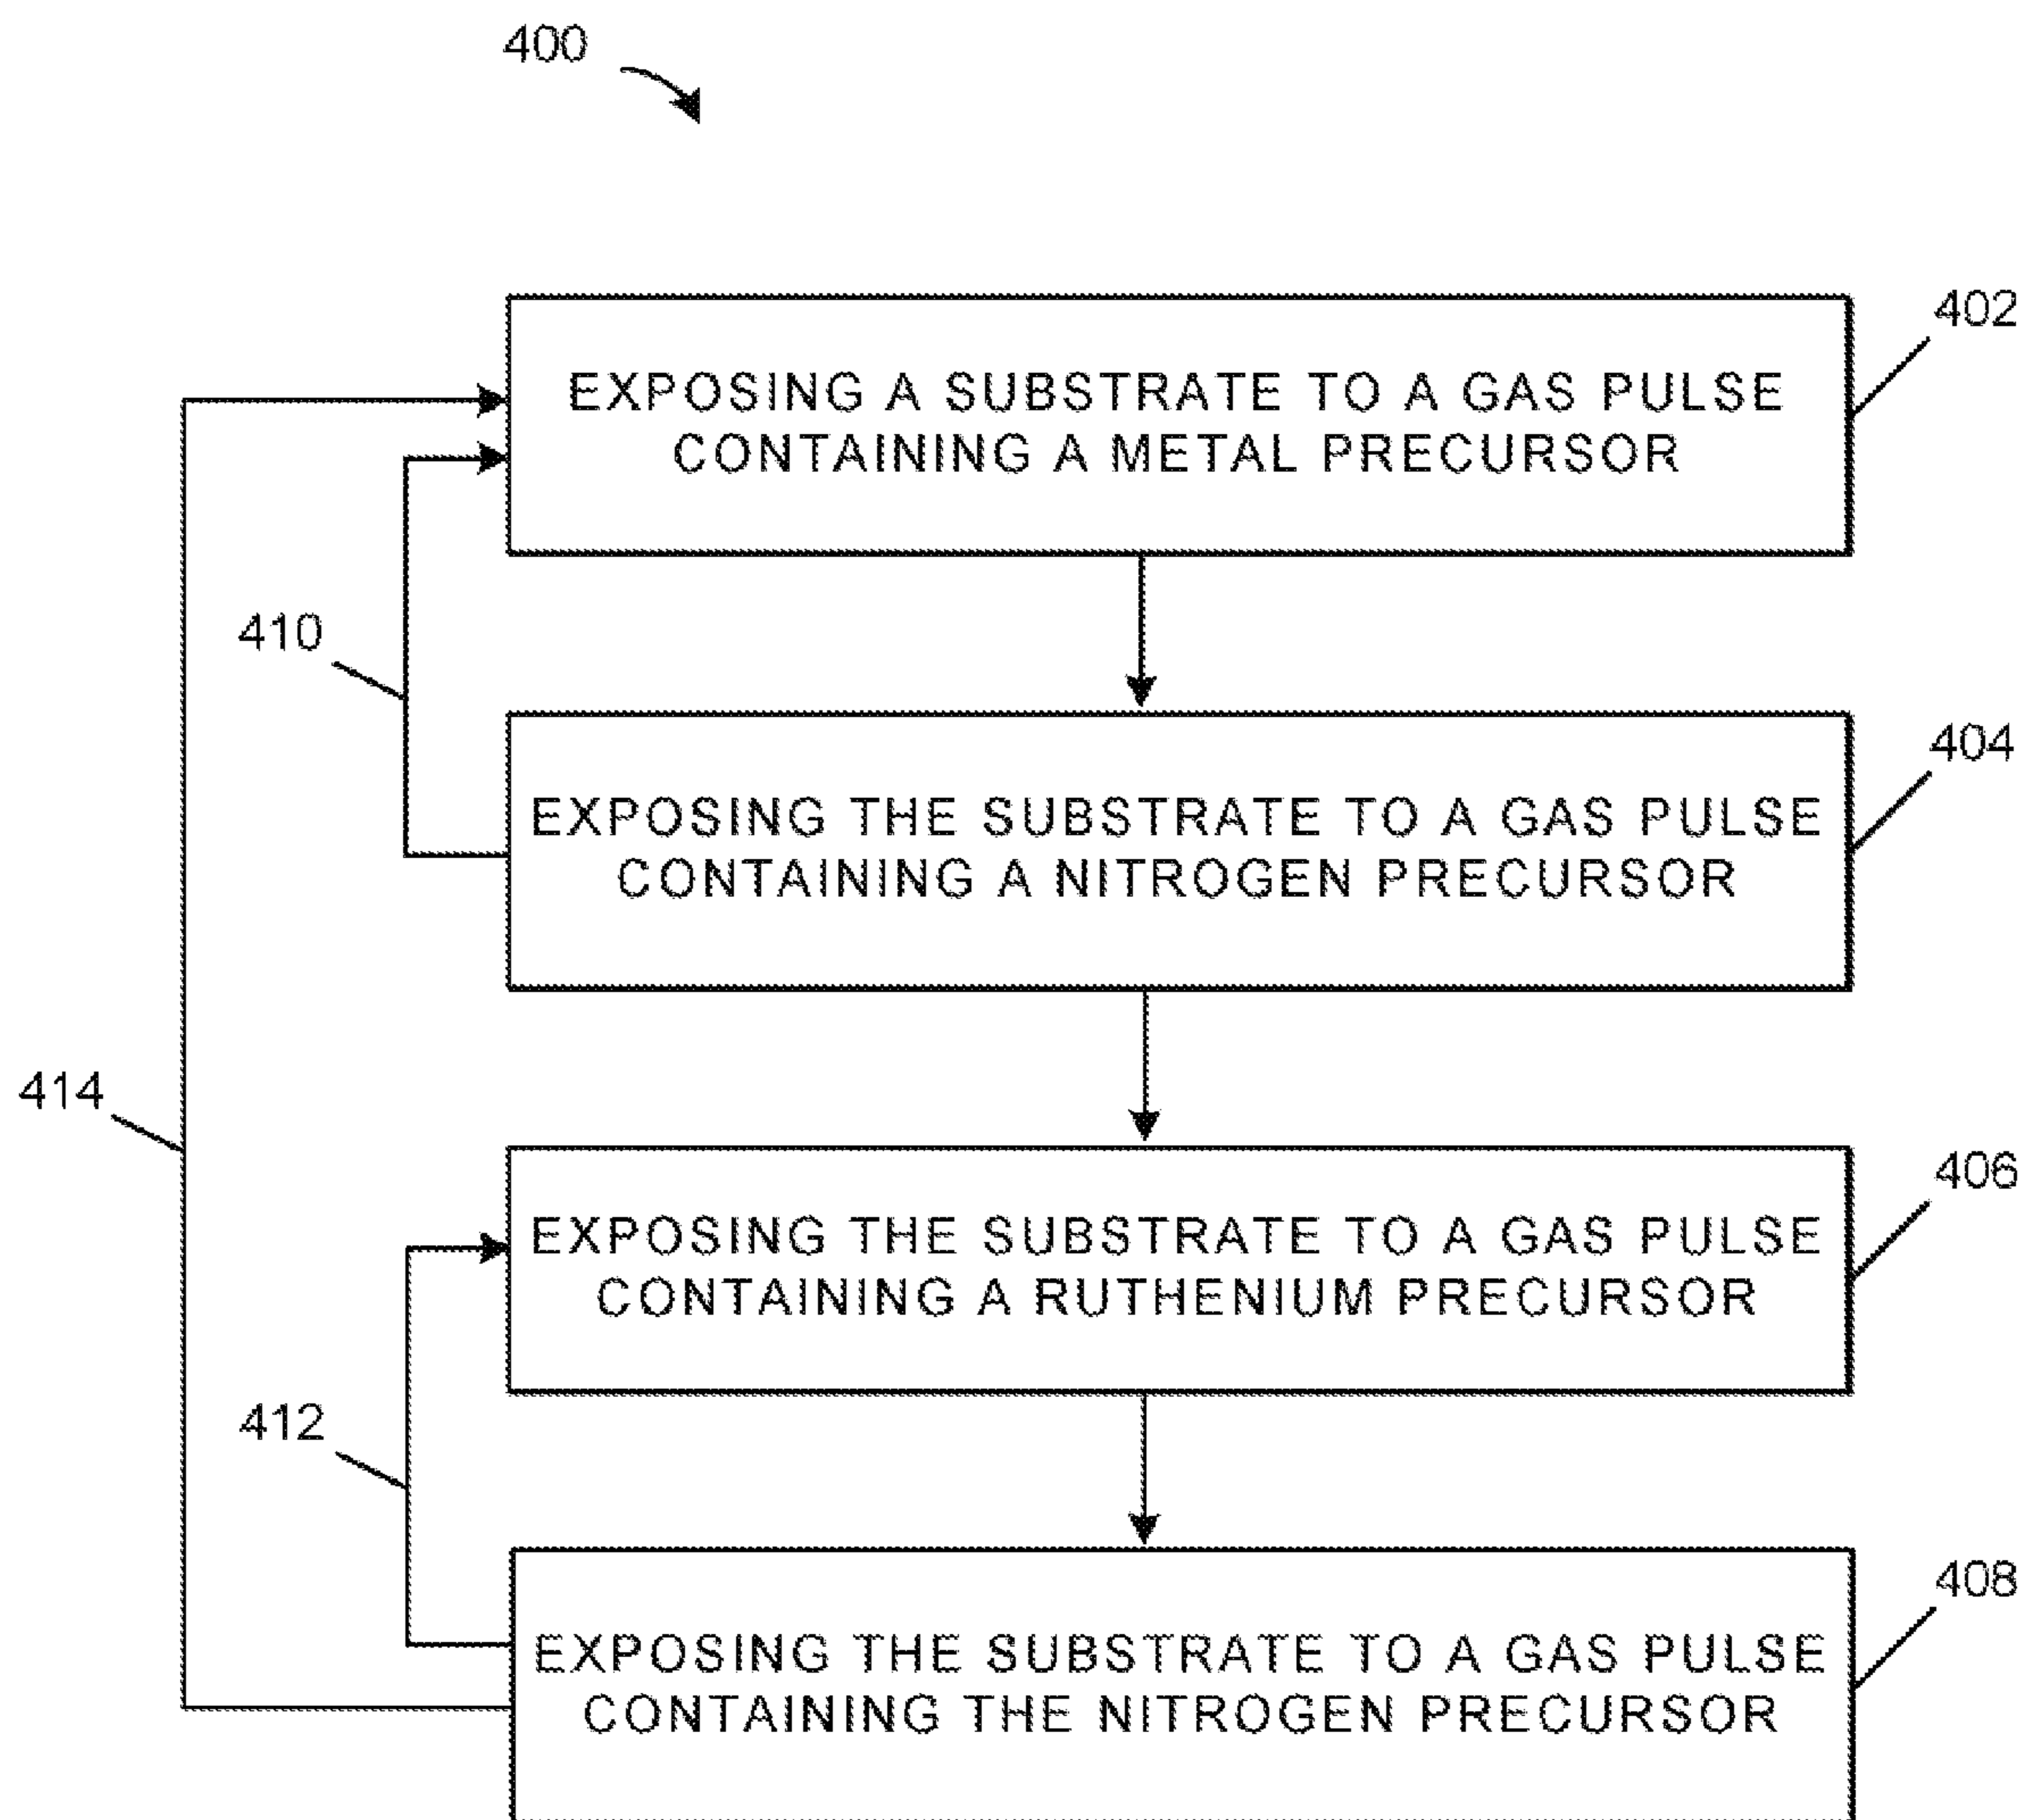 400
402
EXPOSING A SUBSTRATE TO A GAS PULSE
CONTAINING A METAL PRECURSOR
410
404
EXPOSING THE SUBSTRATE TO A GAS PULSE
CONTAINING A NITROGEN PRECURSOR
414
406
EXPOSING THE SUBSTRATE TO A GAS PULSE
CONTAINING A RUTHENIUM PRECURSOR
412
408
EXPOSING THE SUBSTRATE TO A GAS PULSE
CONTAINING THE NITROGEN PRECURSOR